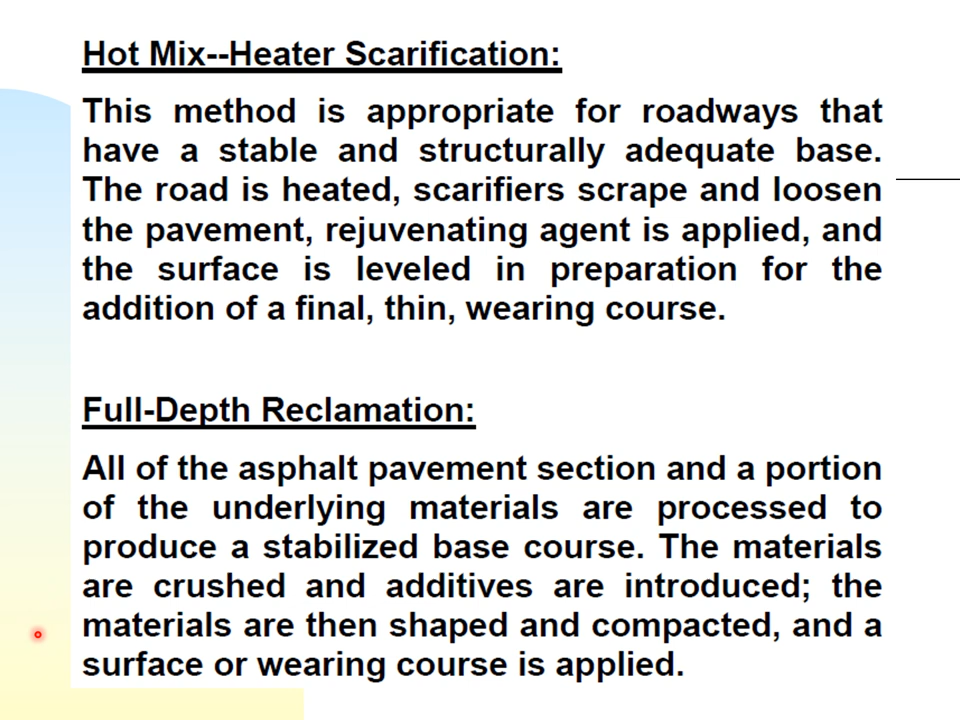 Hot Mix--Heater Scarification:
This method is appropriate for roadways that
have a stable and structurally adequate base.
The road is heated, scarifiers scrape and loosen
the pavement, rejuvenating agent is applied, and
the surface is leveled in preparation for the
addition of a final, thin, wearing course.
Full-Depth Reclamation:
All of the asphalt pavement section and a portion
of the underlying materials are processed to
produce a stabilized base course. The materials
are crushed and additives are introduced; the
materials are then shaped and compacted, and a
surface or wearing course is applied.